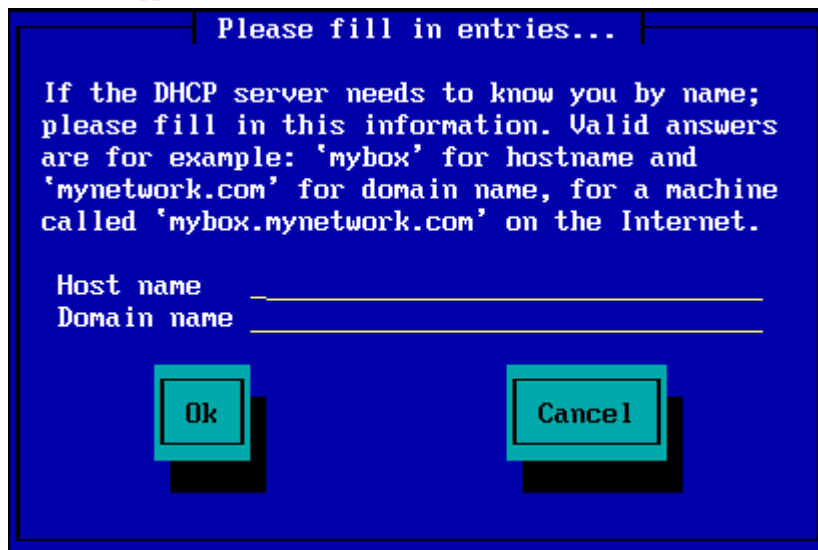 Please fill in entries...
If the DHCP server needs to know you by name;
please fill in this information. Valid answers
are for example: `mybox' for hostname and
`mynetwork.com' for domain name, for a machine
called `mybox.mynetwork.com' on the Internet.
Host name
Domain name
Ok Cancel